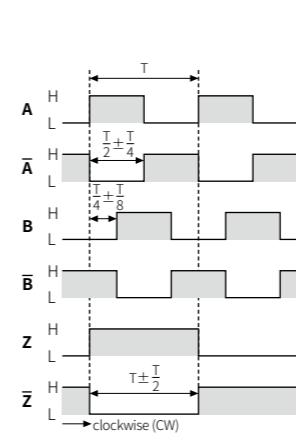 T
A H
L
T/2±T/4
A̅ H
L
T/4±T/8
B H
L
B̅ H
L
Z H
L
T±T/2
Z̅ H
L
clockwise (CW)